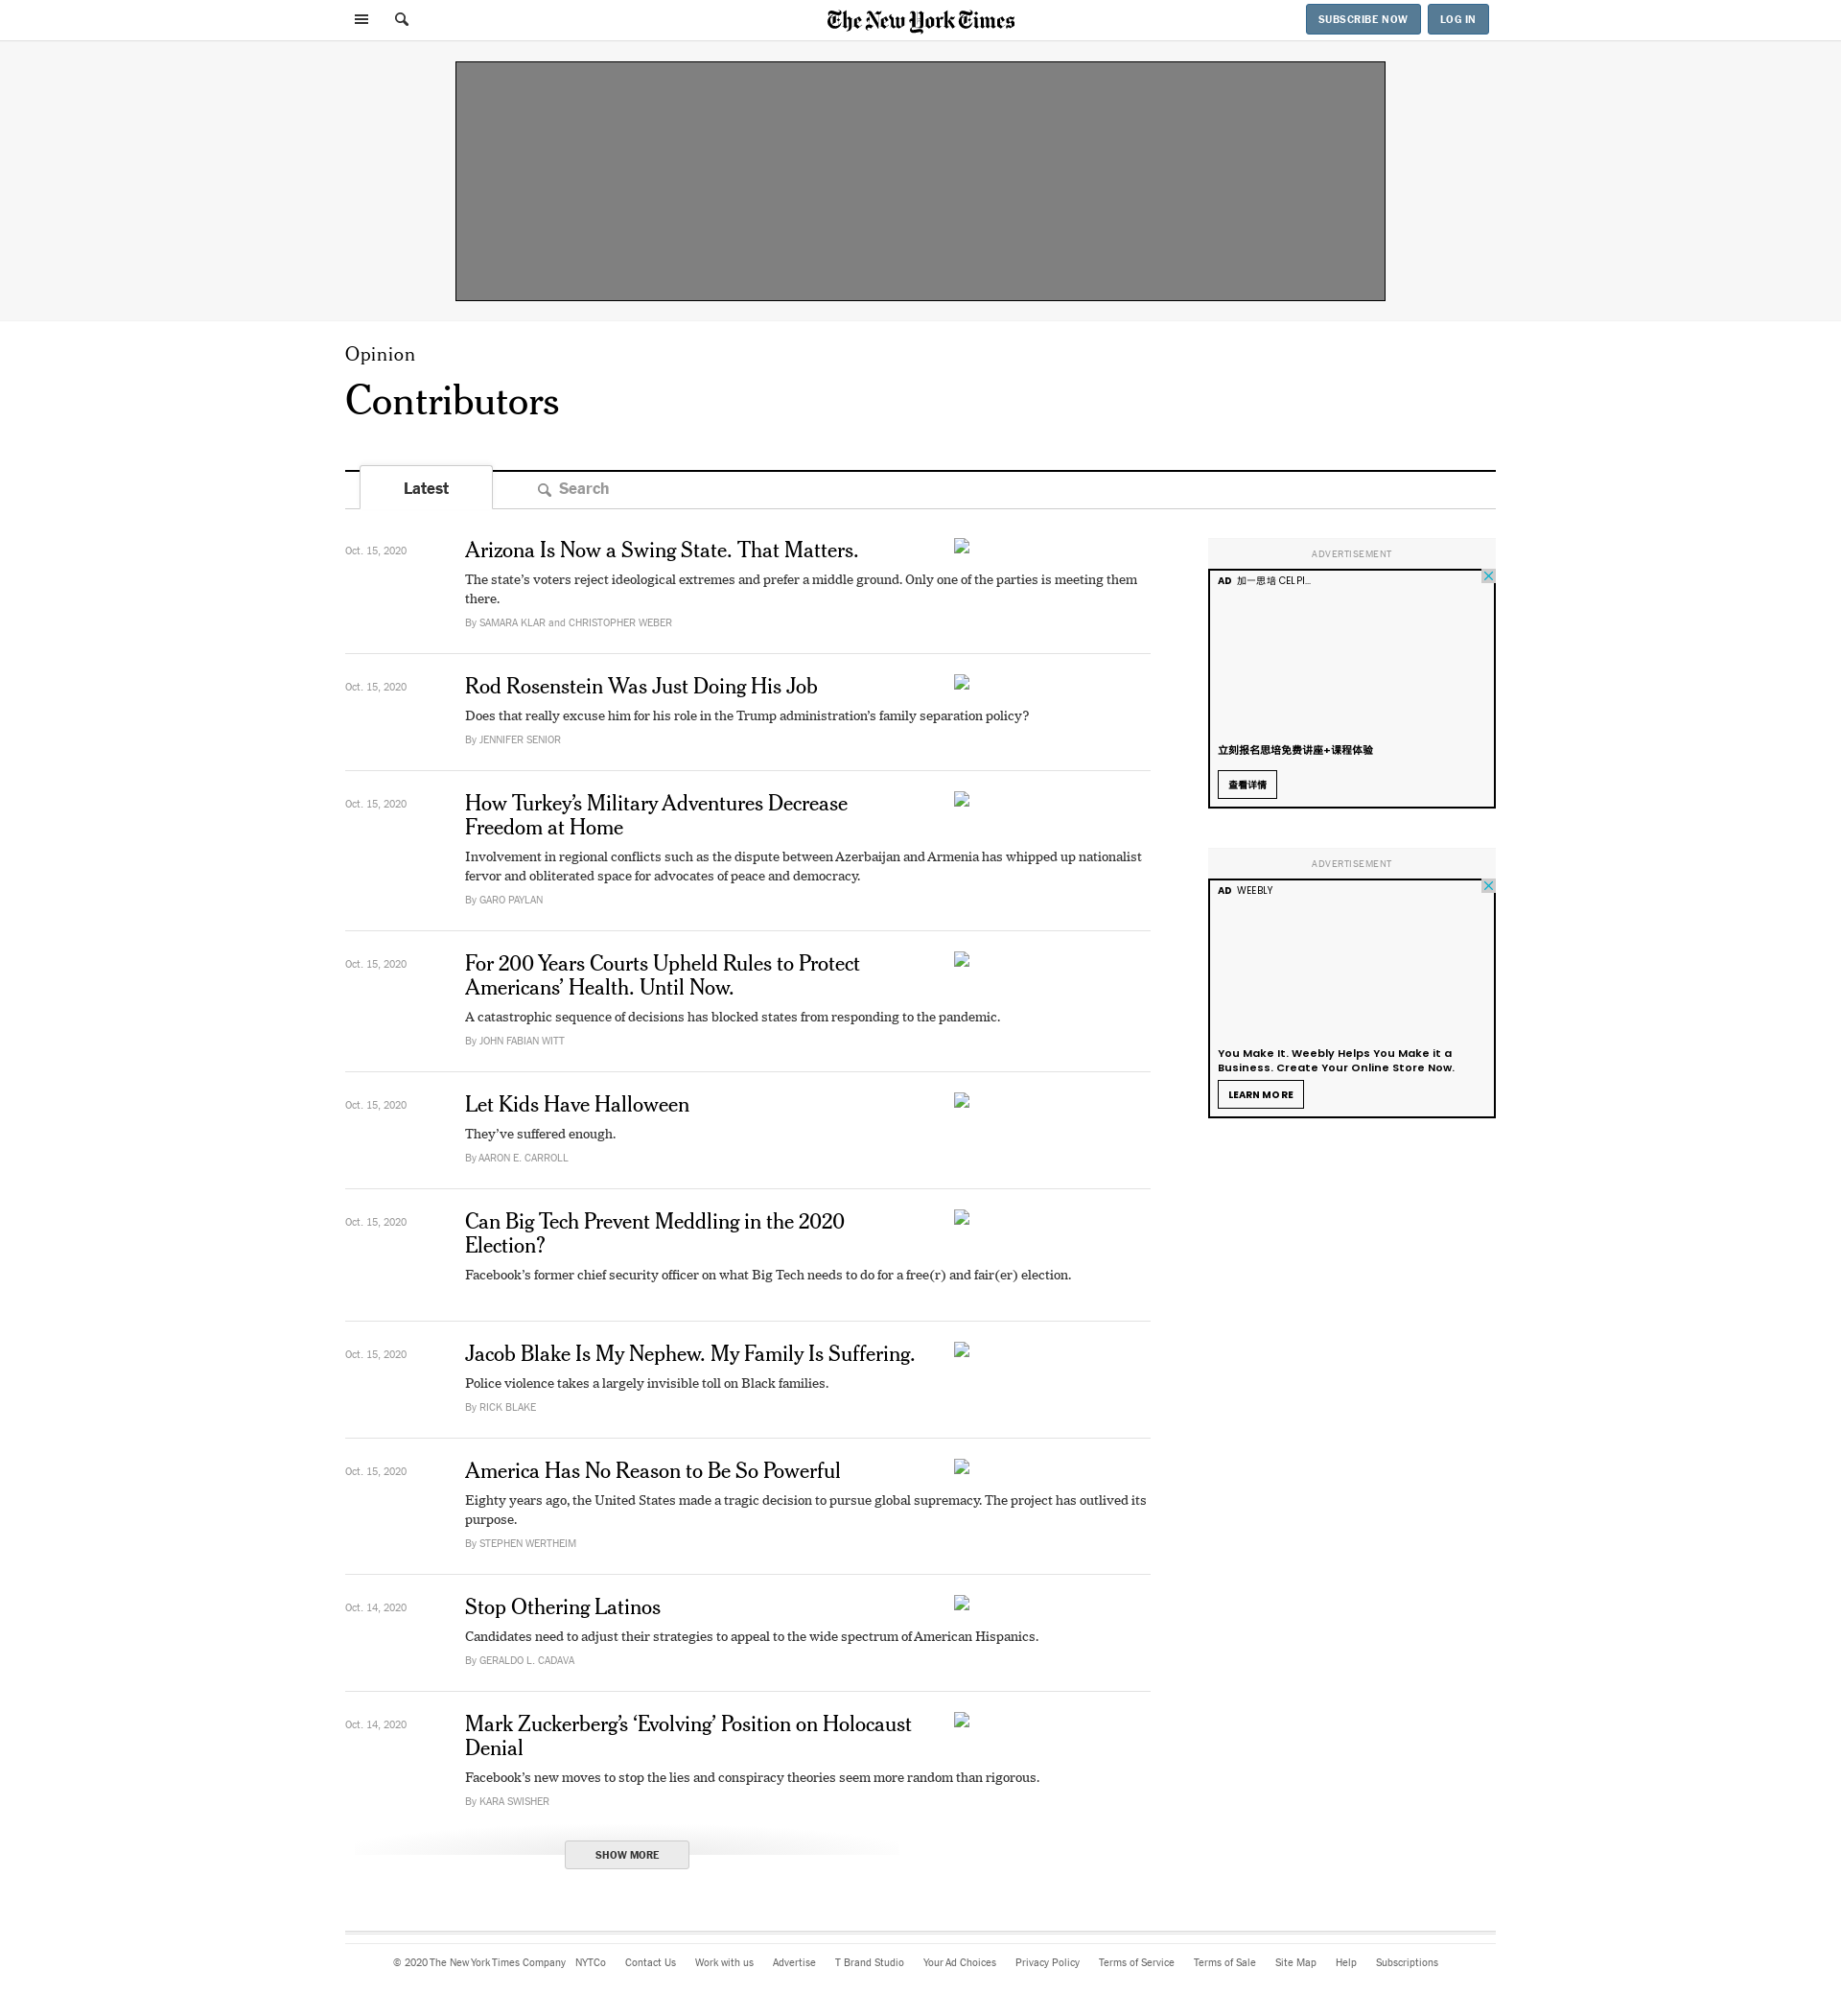 The New York Times
SUBSCRIBE NOW
LOG IN
Opinion
Contributors
Latest
Search
Oct. 15, 2020
Arizona Is Now a Swing State. That Matters.
The state’s voters reject ideological extremes and prefer a middle ground. Only one of the parties is meeting them
there.
By SAMARA KLAR and CHRISTOPHER WEBER
Oct. 15, 2020
Rod Rosenstein Was Just Doing His Job
Does that really excuse him for his role in the Trump administration’s family separation policy?
By JENNIFER SENIOR
Oct. 15, 2020
How Turkey’s Military Adventures Decrease
Freedom at Home
Involvement in regional conflicts such as the dispute between Azerbaijan and Armenia has whipped up nationalist
fervor and obliterated space for advocates of peace and democracy.
By GARO PAYLAN
Oct. 15, 2020
For 200 Years Courts Upheld Rules to Protect
Americans’ Health. Until Now.
A catastrophic sequence of decisions has blocked states from responding to the pandemic.
By JOHN FABIAN WITT
Oct. 15, 2020
Let Kids Have Halloween
They’ve suffered enough.
By AARON E. CARROLL
Oct. 15, 2020
Can Big Tech Prevent Meddling in the 2020
Election?
Facebook’s former chief security officer on what Big Tech needs to do for a free(r) and fair(er) election.
Oct. 15, 2020
Jacob Blake Is My Nephew. My Family Is Suffering.
Police violence takes a largely invisible toll on Black families.
By RICK BLAKE
Oct. 15, 2020
America Has No Reason to Be So Powerful
Eighty years ago, the United States made a tragic decision to pursue global supremacy. The project has outlived its
purpose.
By STEPHEN WERTHEIM
Oct. 14, 2020
Stop Othering Latinos
Candidates need to adjust their strategies to appeal to the wide spectrum of American Hispanics.
By GERALDO L. CADAVA
Oct. 14, 2020
Mark Zuckerberg’s ‘Evolving’ Position on Holocaust
Denial
Facebook’s new moves to stop the lies and conspiracy theories seem more random than rigorous.
By KARA SWISHER
SHOW MORE
ADVERTISEMENT
AD 加一思培 CELPI...
立刻报名思培免费讲座+课程体验
查看详情
ADVERTISEMENT
AD WEEBLY
You Make It. Weebly Helps You Make it a
Business. Create Your Online Store Now.
LEARN MORE
© 2020 The New York Times Company NYTCo Contact Us Work with us Advertise T Brand Studio Your Ad Choices Privacy Policy Terms of Service Terms of Sale Site Map Help Subscriptions